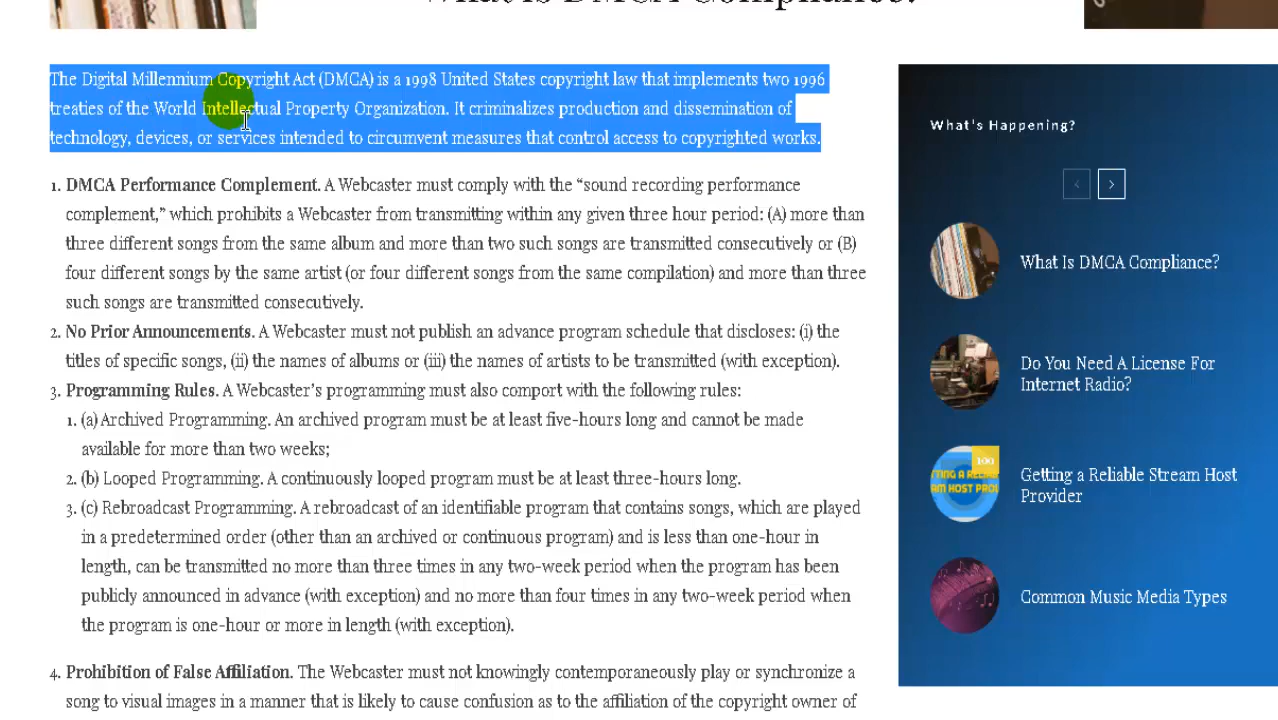 What Is DMCA Compliance?
The Digital Millennium Copyright Act (DMCA) is a 1998 United States copyright law that implements two 1996
treaties of the World Intellectual Property Organization. It criminalizes production and dissemination of
technology, devices, or services intended to circumvent measures that control access to copyrighted works.
1. DMCA Performance Complement. A Webcaster must comply with the “sound recording performance
complement,” which prohibits a Webcaster from transmitting within any given three hour period: (A) more than
three different songs from the same album and more than two such songs are transmitted consecutively or (B)
four different songs by the same artist (or four different songs from the same compilation) and more than three
such songs are transmitted consecutively.
2. No Prior Announcements. A Webcaster must not publish an advance program schedule that discloses: (i) the
titles of specific songs, (ii) the names of albums or (iii) the names of artists to be transmitted (with exception).
3. Programming Rules. A Webcaster’s programming must also comport with the following rules:
1. (a) Archived Programming. An archived program must be at least five-hours long and cannot be made
available for more than two weeks;
2. (b) Looped Programming. A continuously looped program must be at least three-hours long.
3. (c) Rebroadcast Programming. A rebroadcast of an identifiable program that contains songs, which are played
in a predetermined order (other than an archived or continuous program) and is less than one-hour in
length, can be transmitted no more than three times in any two-week period when the program has been
publicly announced in advance (with exception) and no more than four times in any two-week period when
the program is one-hour or more in length (with exception).
4. Prohibition of False Affiliation. The Webcaster must not knowingly contemporaneously play or synchronize a
song to visual images in a manner that is likely to cause confusion as to the affiliation of the copyright owner of
What's Happening?
What Is DMCA Compliance?
Do You Need A License For
Internet Radio?
100
Getting a Reliable Stream Host
Provider
Common Music Media Types